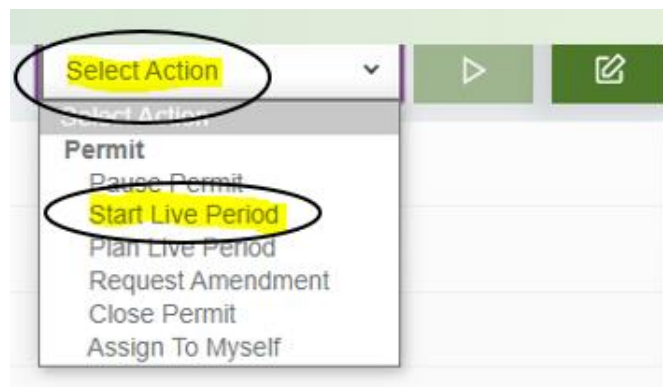 Select Action
Select Action
Permit
Pause Permit
Start Live Period
Plan Live Period
Request Amendment
Close Permit
Assign To Myself